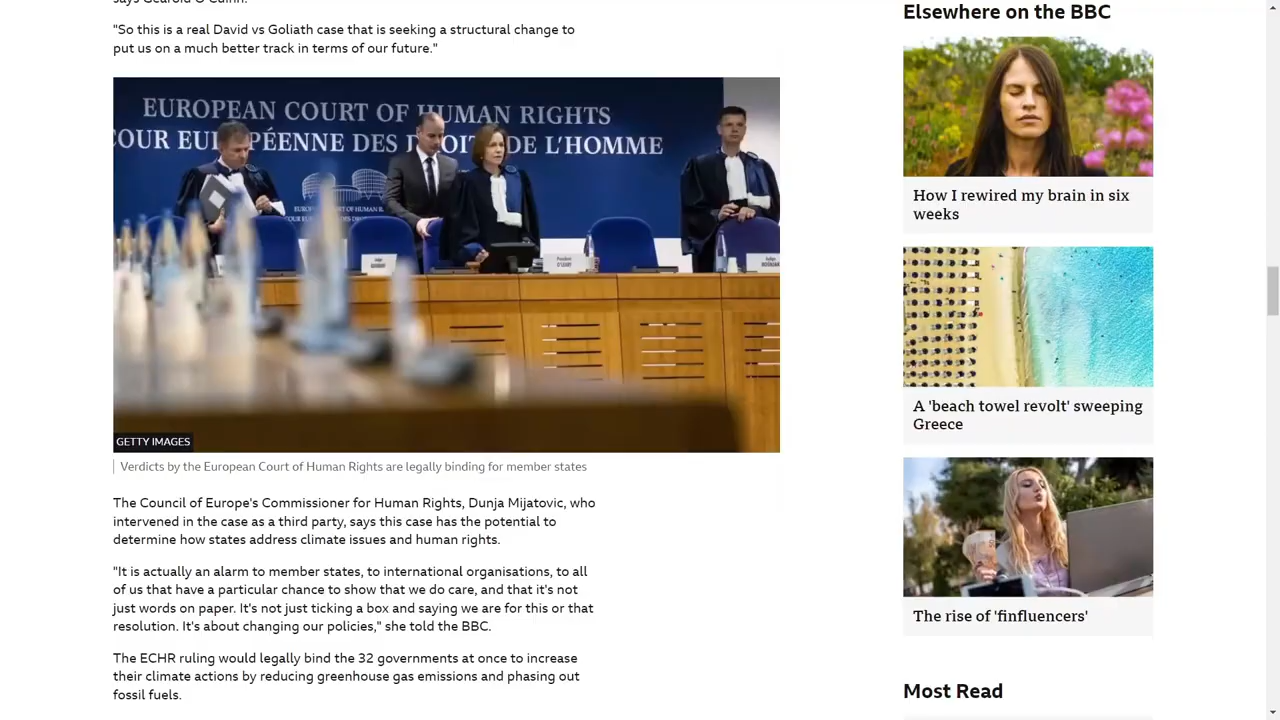 "So this is a real David vs Goliath case that is seeking a structural change to
put us on a much better track in terms of our future."
EUROPEAN COURT OF HUMAN RIGHTS
COUR EUROPÉENNE DES DROITS DE L'HOMME
GETTY IMAGES
Verdicts by the European Court of Human Rights are legally binding for member states
The Council of Europe's Commissioner for Human Rights, Dunja Mijatovic, who
intervened in the case as a third party, says this case has the potential to
determine how states address climate issues and human rights.
"It is actually an alarm to member states, to international organisations, to all
of us that have a particular chance to show that we do care, and that it's not
just words on paper. It's not just ticking a box and saying we are for this or that
resolution. It's about changing our policies," she told the BBC.
The ECHR ruling would legally bind the 32 governments at once to increase
their climate actions by reducing greenhouse gas emissions and phasing out
fossil fuels.
Elsewhere on the BBC
How I rewired my brain in six
weeks
A 'beach towel revolt' sweeping
Greece
The rise of 'finfluencers'
Most Read